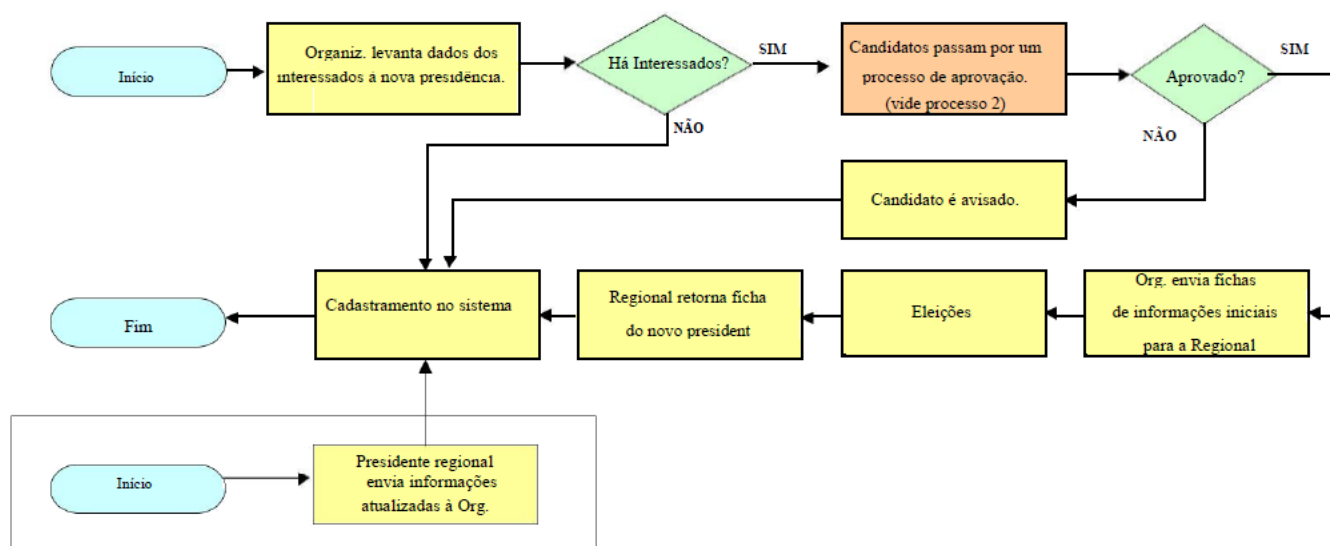 Início
Organiz. levanta dados dos
interessados à nova presidência.
Há Interessados?
SIM
Candidatos passam por um
processo de aprovação.
(vide processo 2)
Aprovado?
SIM
NÃO
NÃO
Candidato é avisado.
Fim
Cadastramento no sistema
Regional retorna ficha
do novo president
Eleições
Org. envia fichas
de informações iniciais
para a Regional
Início
Presidente regional
envia informações
atualizadas à Org.